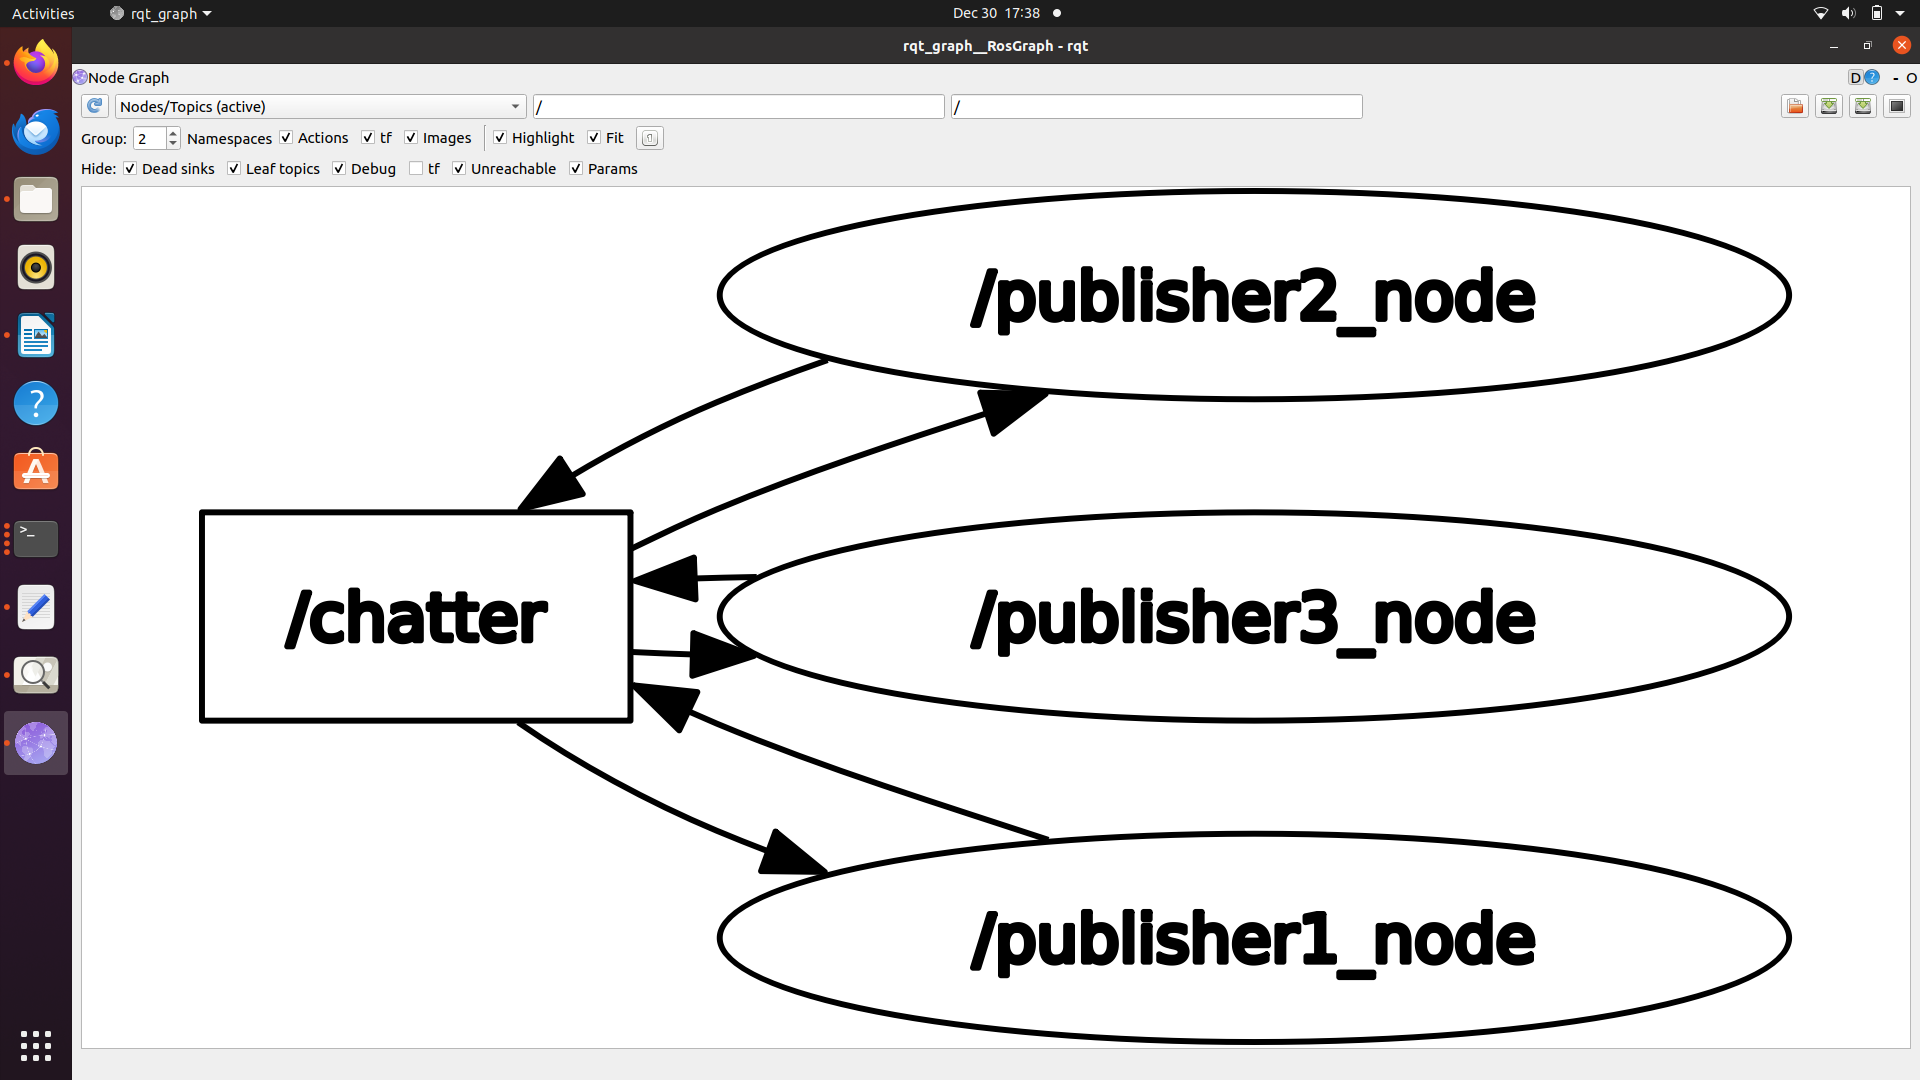 Activities rqt_graph Dec 30 17:38
rqt_graph__RosGraph - rqt
Node Graph D ? - O
Nodes/Topics (active) / /
Group: 2 Namespaces Actions tf Images Highlight Fit
Hide: Dead sinks Leaf topics Debug tf Unreachable Params
/publisher2_node
/chatter /publisher3_node
/publisher1_node